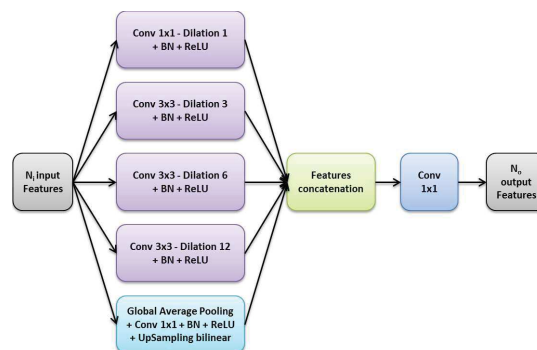 Conv 1x1 - Dilation 1
+ BN + ReLU
Conv 3x3 - Dilation 3
+ BN + ReLU
N_i input
Features
Conv 3x3 - Dilation 6
+ BN + ReLU
Features
concatenation
Conv
1x1
N_o
output
Features
Conv 3x3 - Dilation 12
+ BN + ReLU
Global Average Pooling
+ Conv 1x1 + BN + ReLU
+ UpSampling bilinear